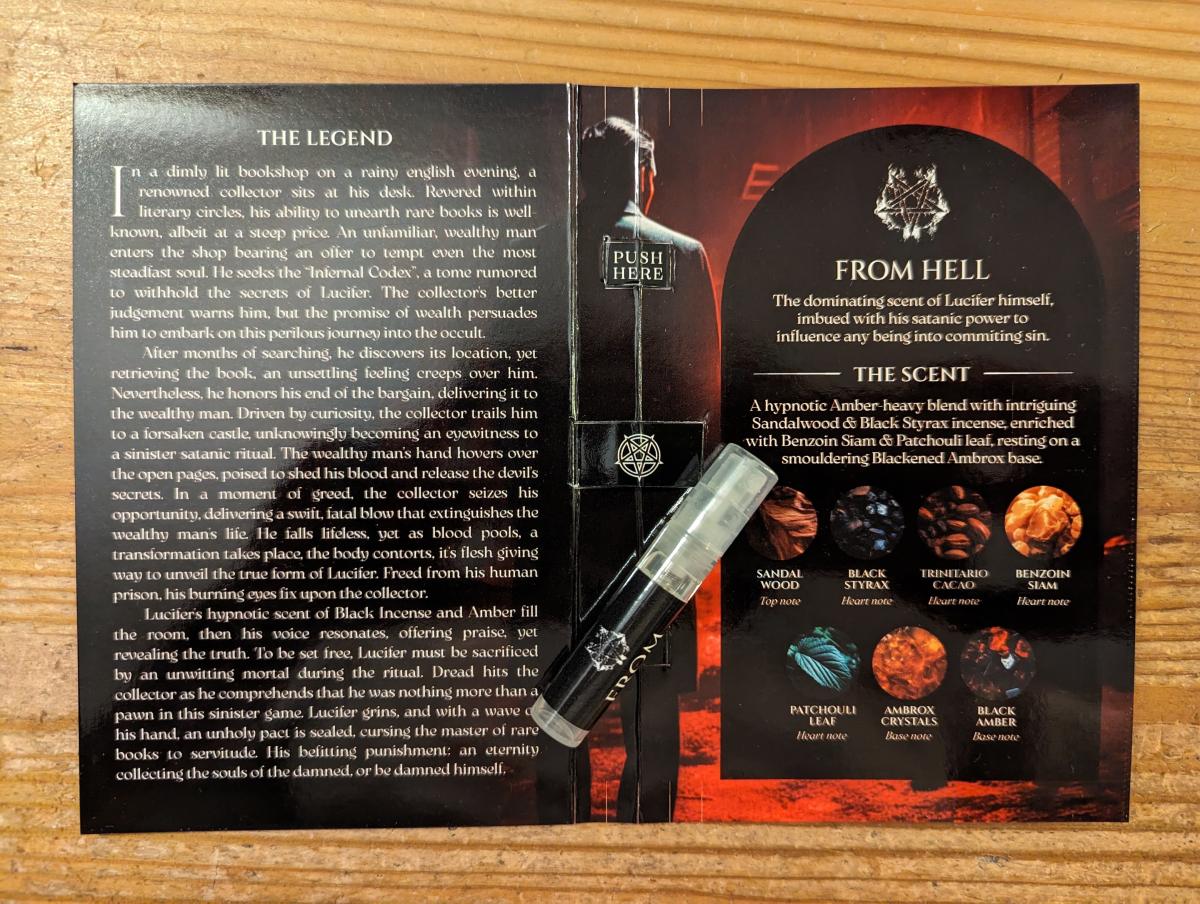 THE LEGEND
In a dimly lit bookshop on a rainy english evening, a
renowned collector sits at his desk. Revered within
literary circles, his ability to unearth rare books is well-
known, albeit at a steep price. An unfamiliar, wealthy man
enters the shop bearing an offer to tempt even the most
steadfast soul. He seeks the "Infernal Codex", a tome rumored
to withhold the secrets of Lucifer. The collector's better
judgement warns him, but the promise of wealth persuades
him to embark on this perilous journey into the occult.
After months of searching, he discovers its location, yet
retrieving the book, an unsettling feeling creeps over him.
Nevertheless, he honors his end of the bargain, delivering it to
the wealthy man. Driven by curiosity, the collector trails him
to a forsaken castle, unknowingly becoming an eyewitness to
a sinister satanic ritual. The wealthy man's hand hovers over
the open pages, poised to shed his blood and release the devil's
secrets. In a moment of greed, the collector seizes his
opportunity, delivering a swift, fatal blow that extinguishes the
wealthy man's life. He falls lifeless, yet as blood pools, a
transformation takes place, the body contorts, it's flesh giving
way to unveil the true form of Lucifer. Freed from his human
prison, his burning eyes fix upon the collector.
Lucifer's hypnotic scent of Black Incense and Amber fill
the room, then his voice resonates, offering praise, yet
revealing the truth. To be set free, Lucifer must be sacrificed
by an unwitting mortal during the ritual. Dread hits the
collector as he comprehends that he was nothing more than a
pawn in this sinister game. Lucifer grins, and with a wave of
his hand, an unholy pact is sealed, cursing the master of rare
books to servitude. His befitting punishment: an eternity
collecting the souls of the damned, or be damned himself.
PUSH
HERE
FROM
FROM HELL
The dominating scent of Lucifer himself,
imbued with his satanic power to
influence any being into commiting sin.
THE SCENT
A hypnotic Amber-heavy blend with intriguing
Sandalwood & Black Styrax incense, enriched
with Benzoin Siam & Patchouli leaf, resting on a
smouldering Blackened Ambrox base.
SANDAL
WOOD
Top note
BLACK
STYRAX
Heart note
TRINITARIO
CACAO
Heart note
BENZOIN
SIAM
Heart note
PATCHOULI
LEAF
Heart note
AMBROX
CRYSTALS
Base note
BLACK
AMBER
Base note